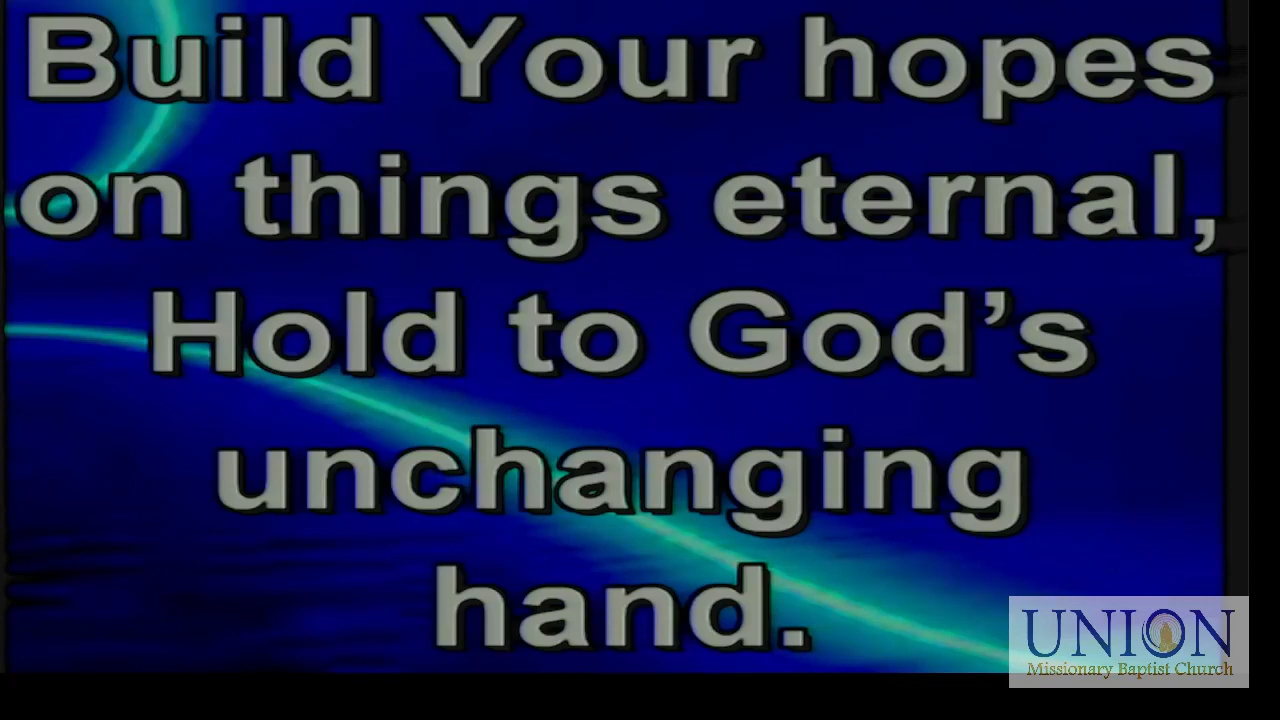 Build Your hopes
on things eternal,
Hold to God’s
unchanging
hand.
UNION
Missionary Baptist Church